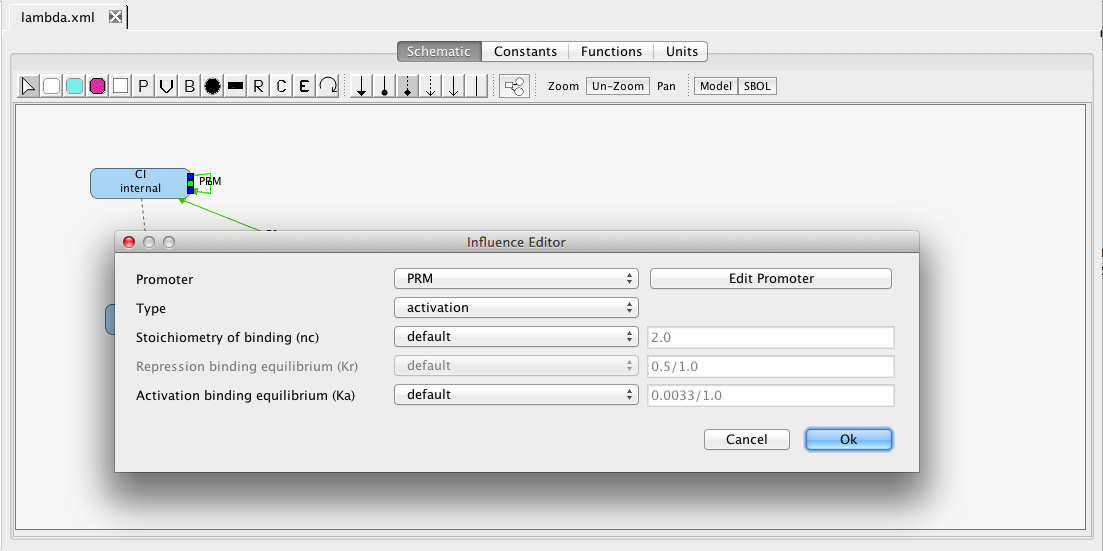 lambda.xml
Schematic Constants Functions Units
P V B R C E Zoom Un-Zoom Pan Model SBOL
CI
internal
PRM
Influence Editor
Promoter PRM Edit Promoter
Type activation
Stoichiometry of binding (nc) default 2.0
Repression binding equilibrium (Kr) default 0.5/1.0
Activation binding equilibrium (Ka) default 0.0033/1.0
Cancel Ok